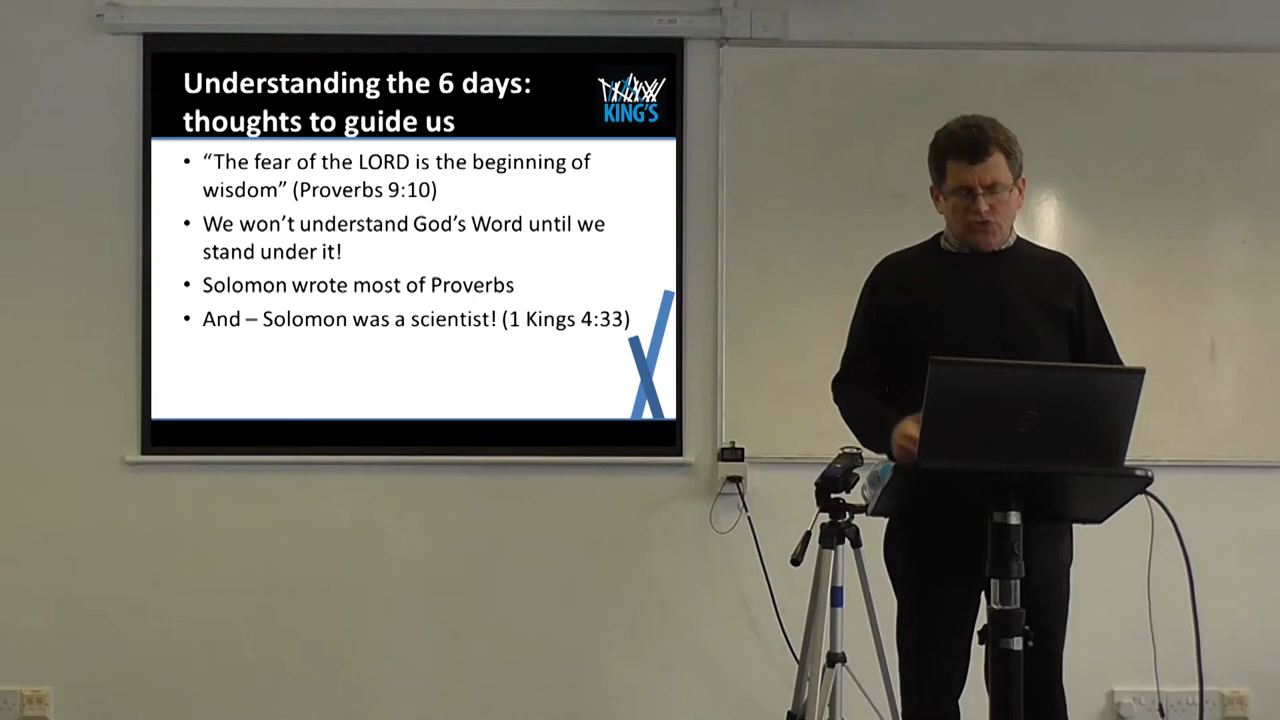 Understanding the 6 days:
thoughts to guide us
KING'S
• “The fear of the LORD is the beginning of
wisdom” (Proverbs 9:10)
• We won’t understand God’s Word until we
stand under it!
• Solomon wrote most of Proverbs
• And – Solomon was a scientist! (1 Kings 4:33)